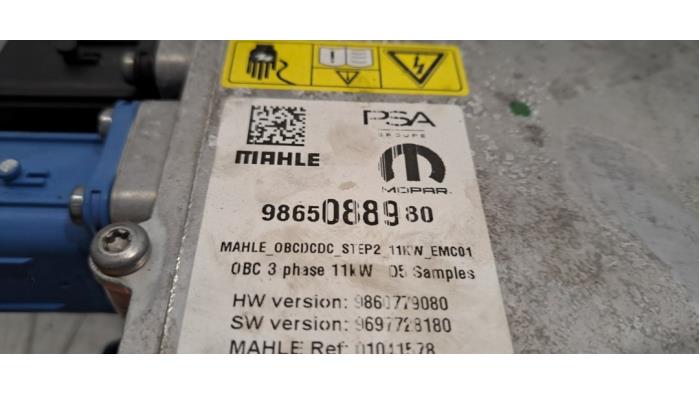 PSA
GROUPE
MAHLE
MOPAR
9865088980
MAHLE_OBCDCDC_STEP2_11KW_EMC01
OBC 3 phase 11kW D5 Samples
HW version: 9860779080
SW version: 9697728180
MAHLE Ref: 01041578